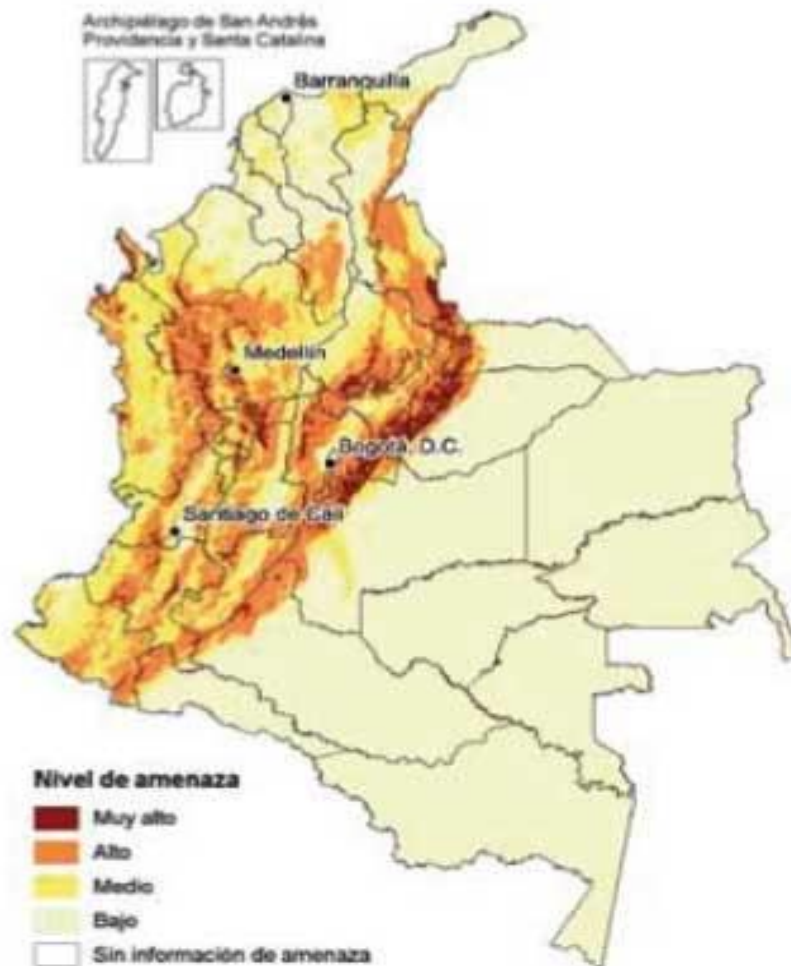 Archipiélago de San Andrés
Providencia y Santa Catalina
Barranquilla
Medellín
Bogotá, D.C.
Santiago de Cali
Nivel de amenaza
Muy alto
Alto
Medio
Bajo
Sin información de amenaza